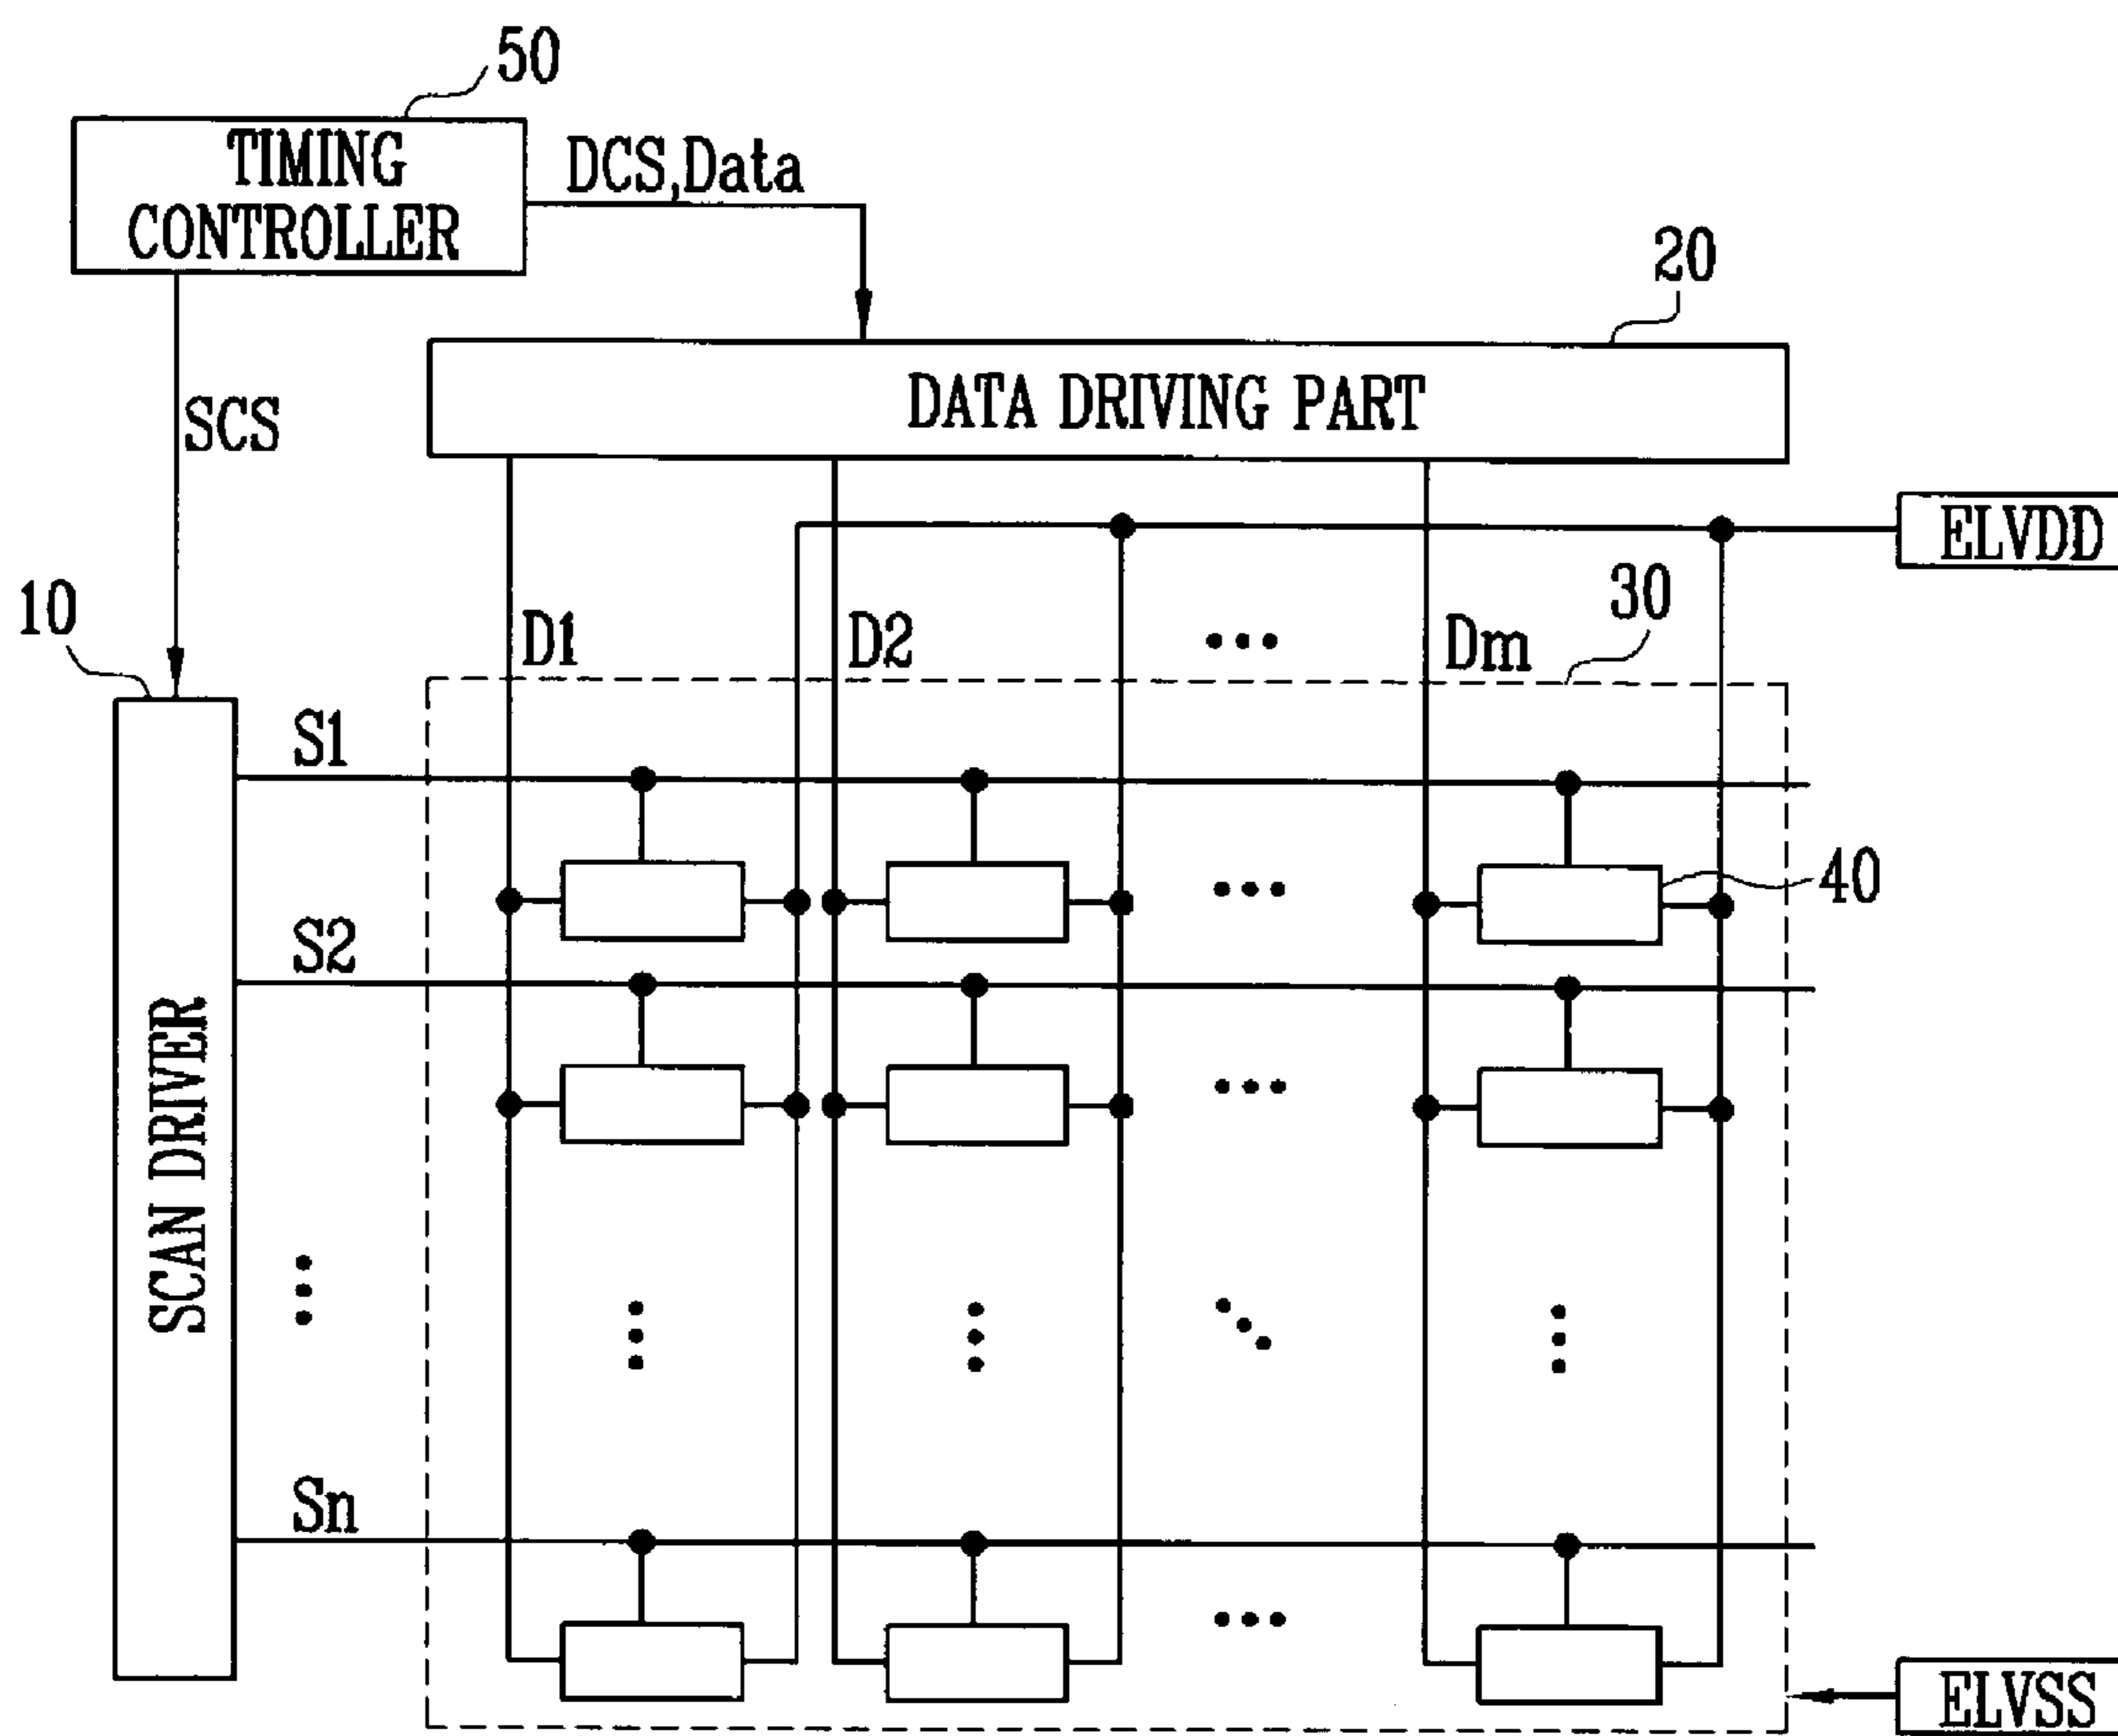 50
TIMING
CONTROLLER
DCS,Data
20
DATA DRIVING PART
SCS
ELVDD
30
10
D1
D2
Dm
S1
40
S2
SCAN DRIVER
Sn
ELVSS